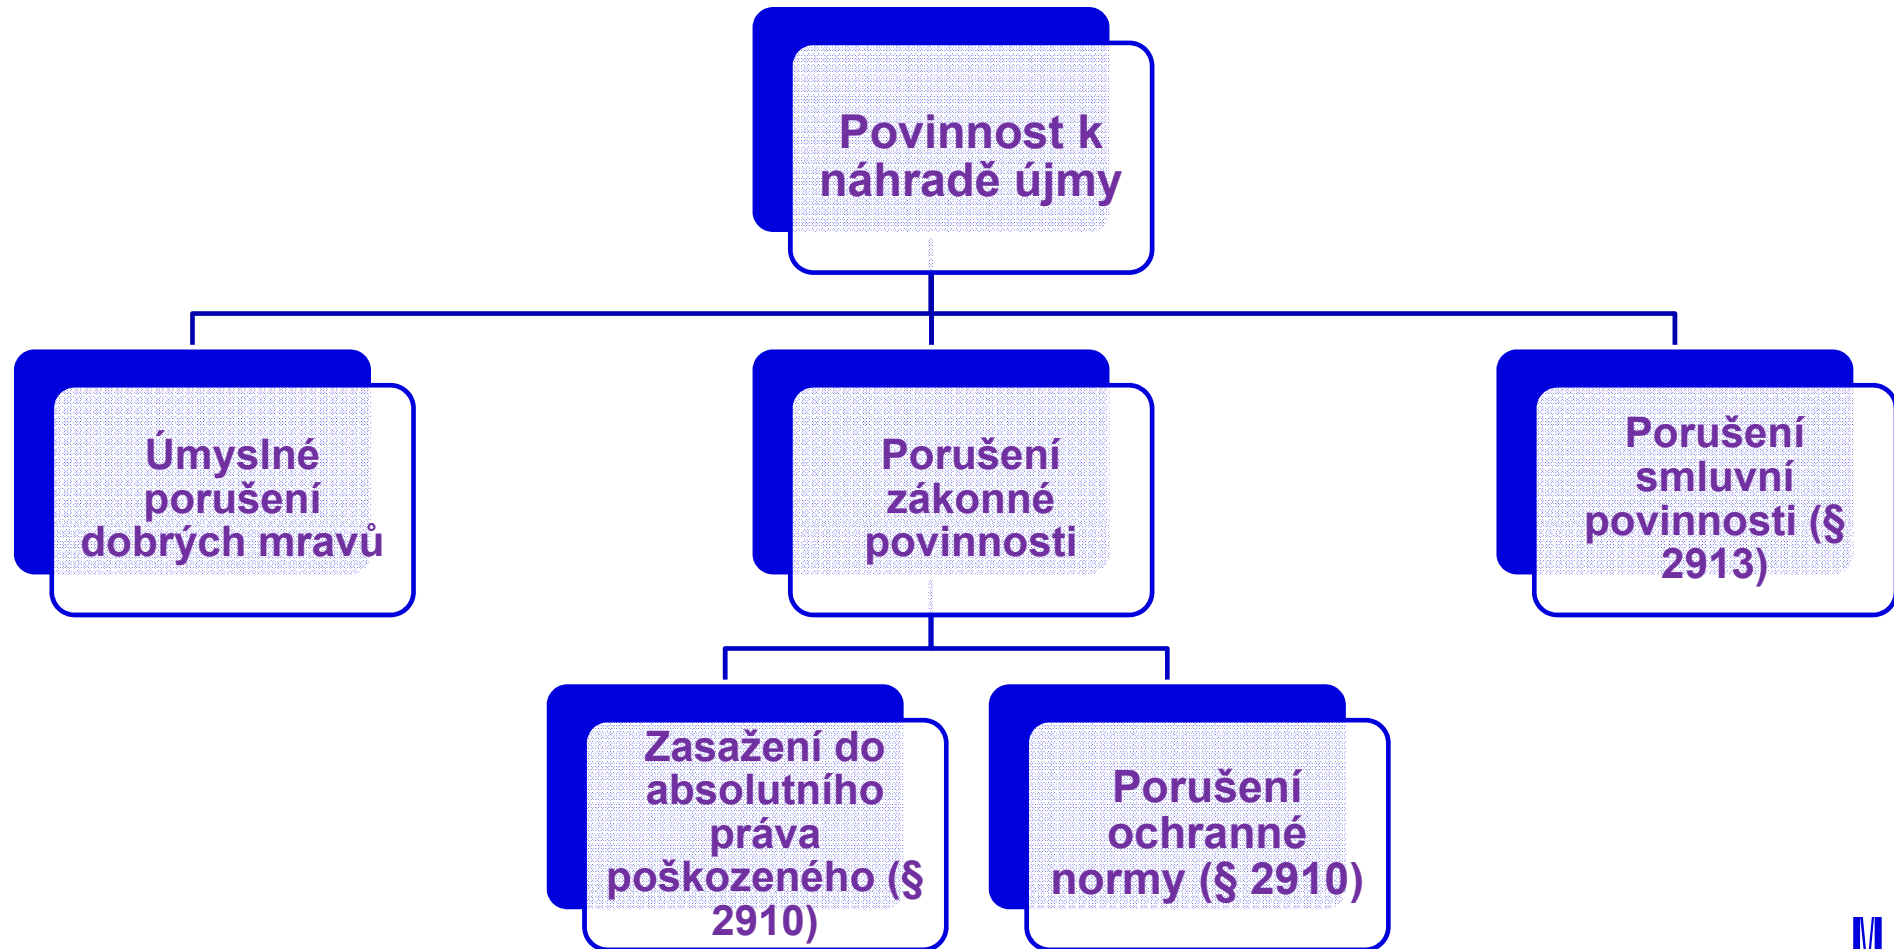 Povinnost k
náhradě újmy
Úmyslné
porušení
dobrých mravů
Porušení
zákonné
povinnosti
Porušení
smluvní
povinnosti (§
2913)
Zasažení do
absolutního
práva
poškozeného (§
2910)
Porušení
ochranné
normy (§ 2910)